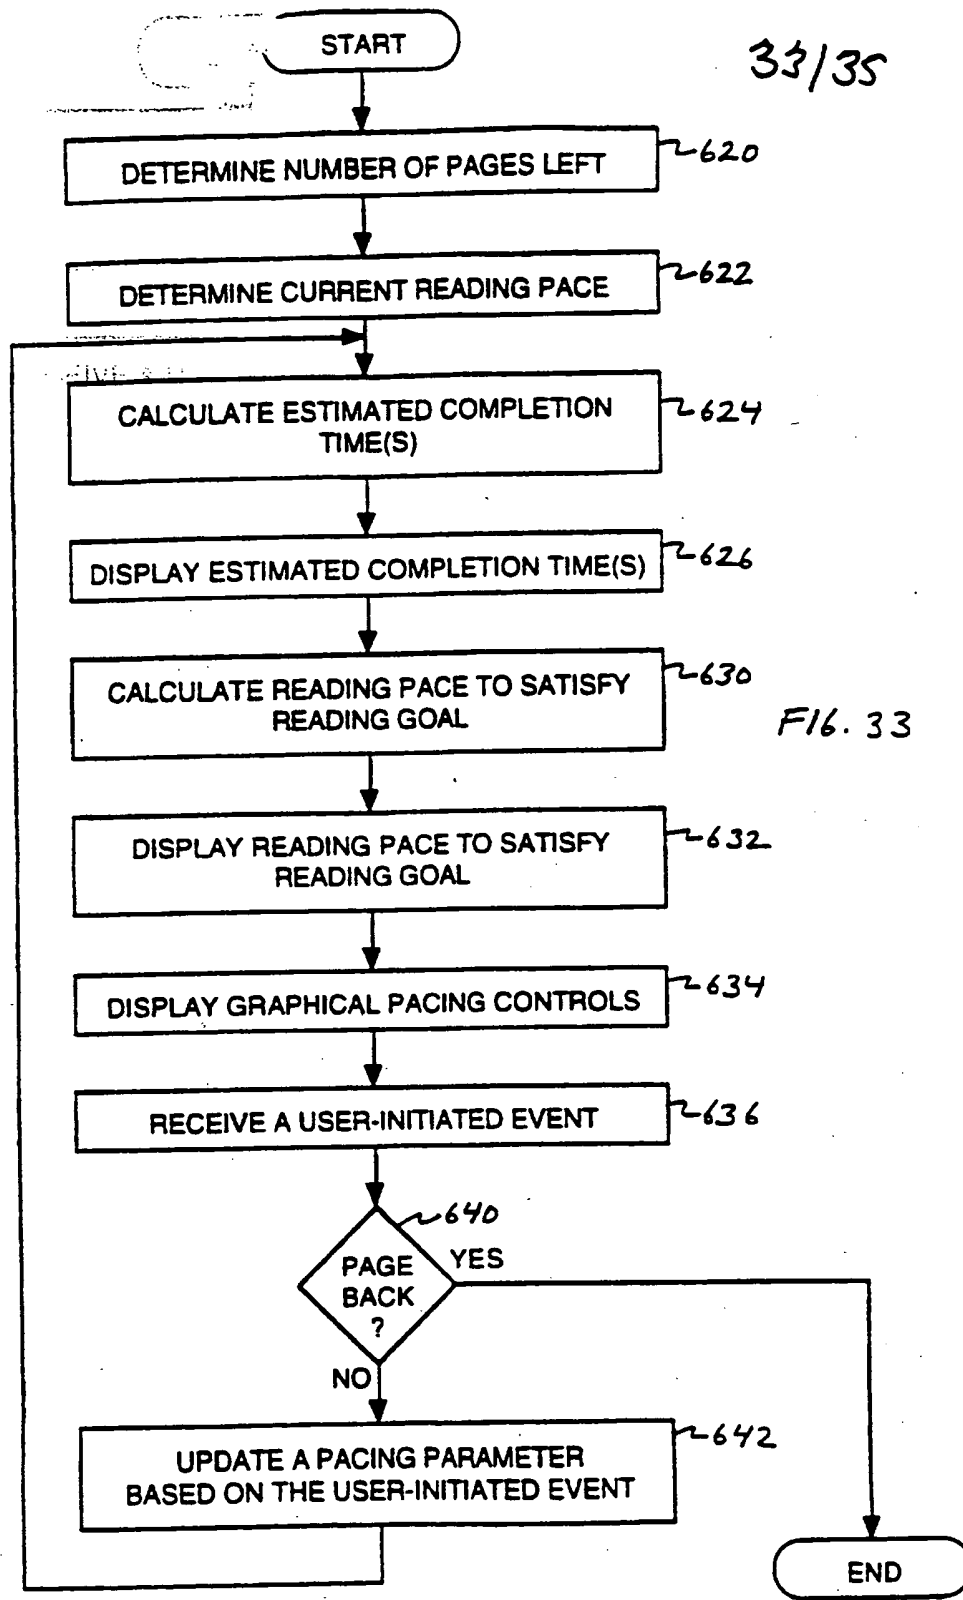 START
33/35
DETERMINE NUMBER OF PAGES LEFT
620
DETERMINE CURRENT READING PACE
622
CALCULATE ESTIMATED COMPLETION
TIME(S)
624
DISPLAY ESTIMATED COMPLETION TIME(S)
626
CALCULATE READING PACE TO SATISFY
READING GOAL
630
FIG. 33
DISPLAY READING PACE TO SATISFY
READING GOAL
632
DISPLAY GRAPHICAL PACING CONTROLS
634
RECEIVE A USER-INITIATED EVENT
636
640
PAGE
BACK
?
YES
NO
UPDATE A PACING PARAMETER
BASED ON THE USER-INITIATED EVENT
642
END